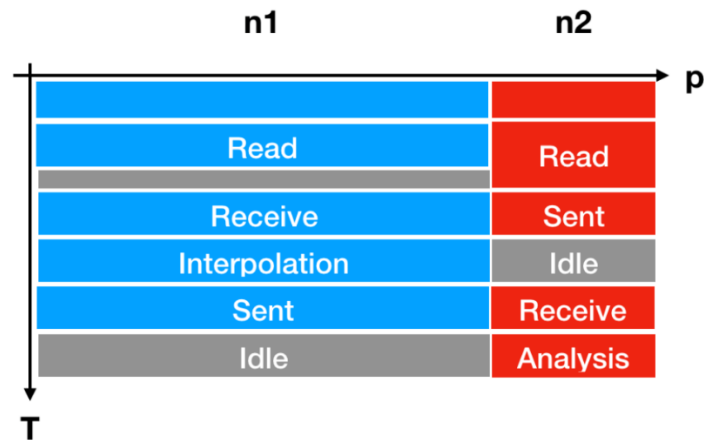 n1 n2
p
Read Read
Receive Sent
Interpolation Idle
Sent Receive
Idle Analysis
T